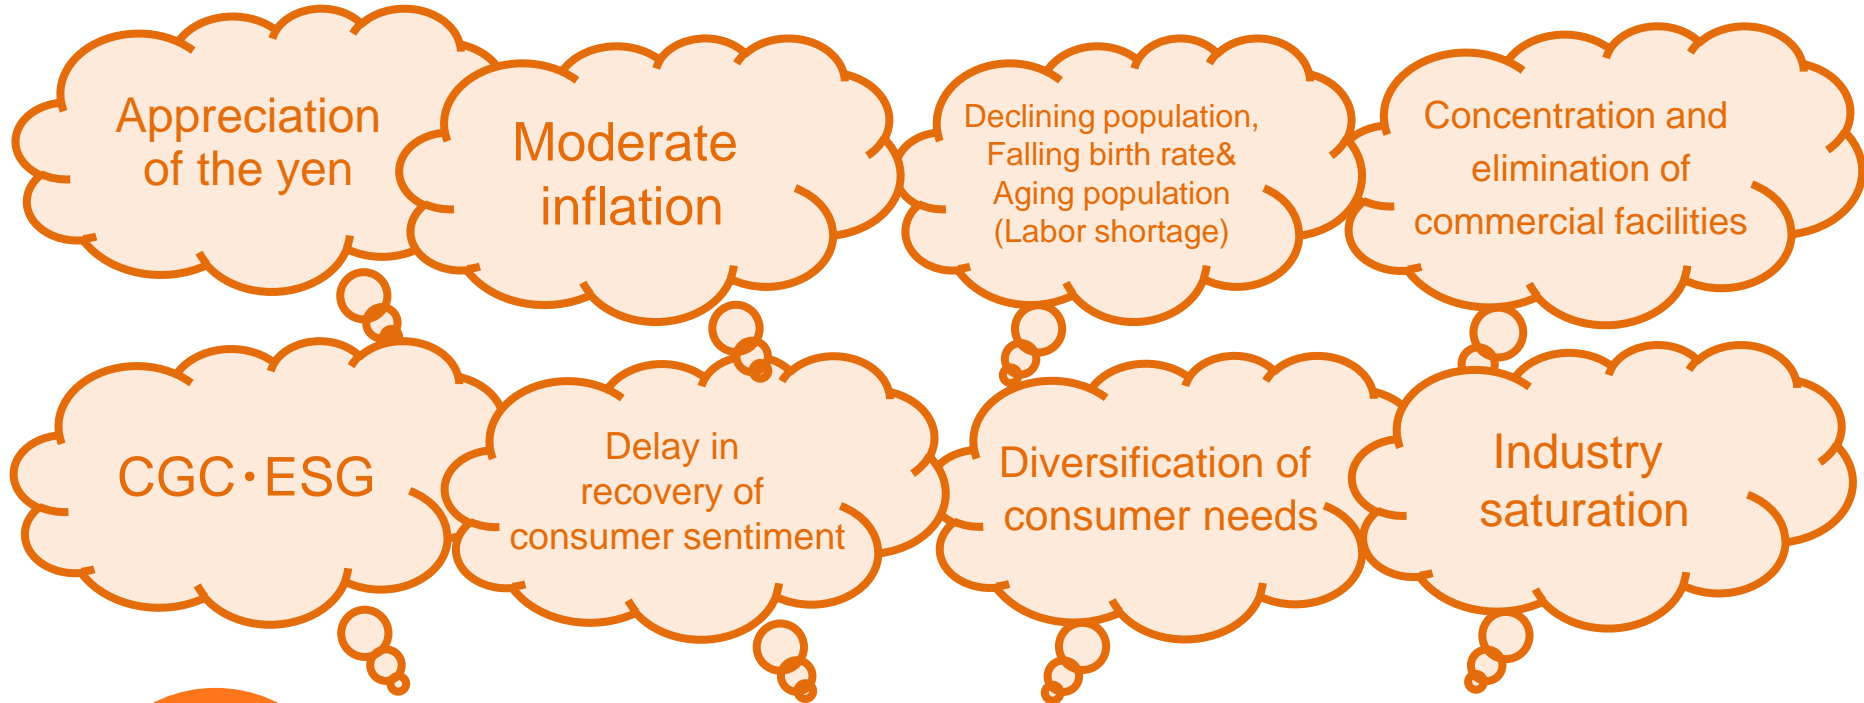 Appreciation
of the yen
Moderate
inflation
Declining population,
Falling birth rate&
Aging population
(Labor shortage)
Concentration and
elimination of
commercial facilities
CGC・ESG
Delay in
recovery of
consumer sentiment
Diversification of
consumer needs
Industry
saturation